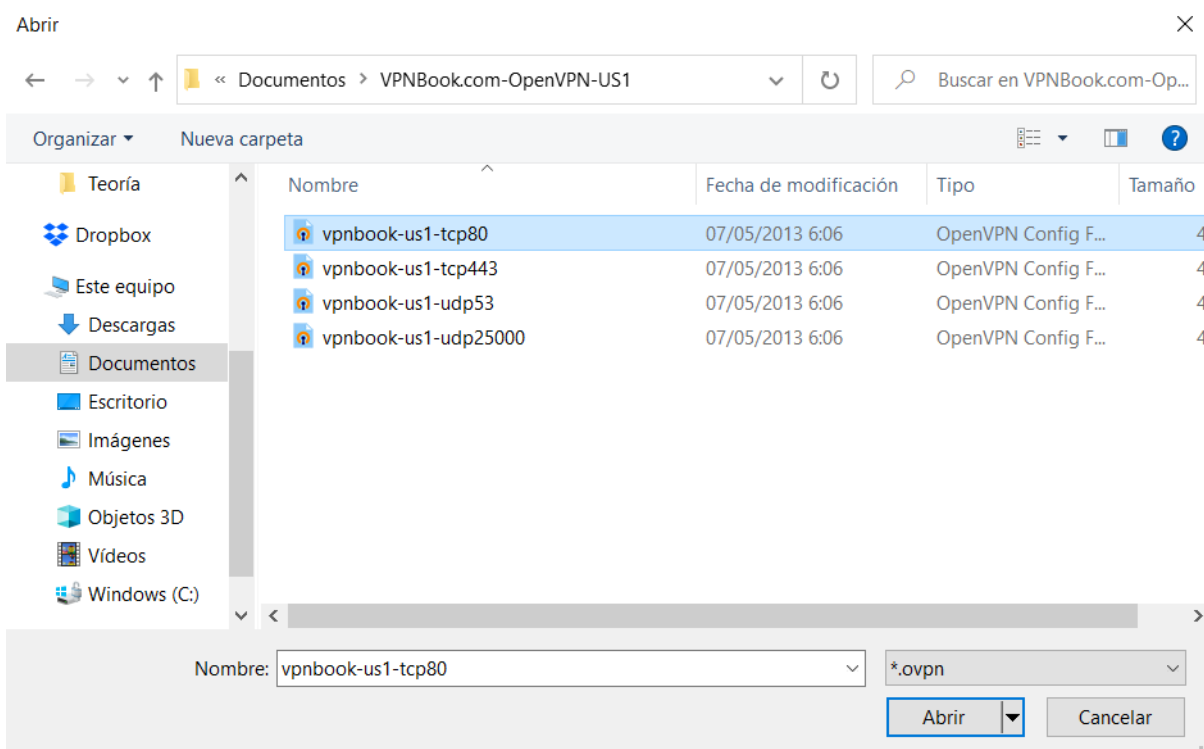 Abrir
« Documentos > VPNBook.com-OpenVPN-US1
Buscar en VPNBook.com-Op...
Organizar
Nueva carpeta
?
Teoría
Dropbox
Este equipo
Descargas
Documentos
Escritorio
Imágenes
Música
Objetos 3D
Vídeos
Windows (C:)
Nombre Fecha de modificación Tipo Tamaño
vpnbook-us1-tcp80 07/05/2013 6:06 OpenVPN Config F... 4
vpnbook-us1-tcp443 07/05/2013 6:06 OpenVPN Config F... 4
vpnbook-us1-udp53 07/05/2013 6:06 OpenVPN Config F... 4
vpnbook-us1-udp25000 07/05/2013 6:06 OpenVPN Config F... 4
Nombre: vpnbook-us1-tcp80 *.ovpn
Abrir Cancelar